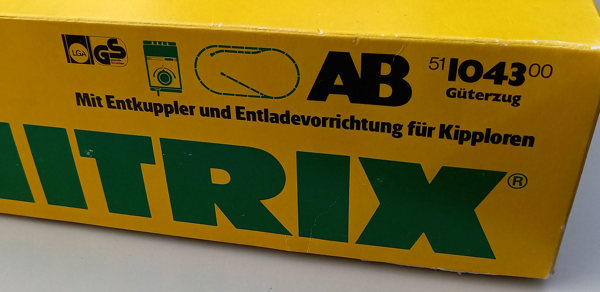 LGA GS AB 51 1043 00
Güterzug
Mit Entkuppler und Entladevorrichtung für Kipploren
ITRIX®